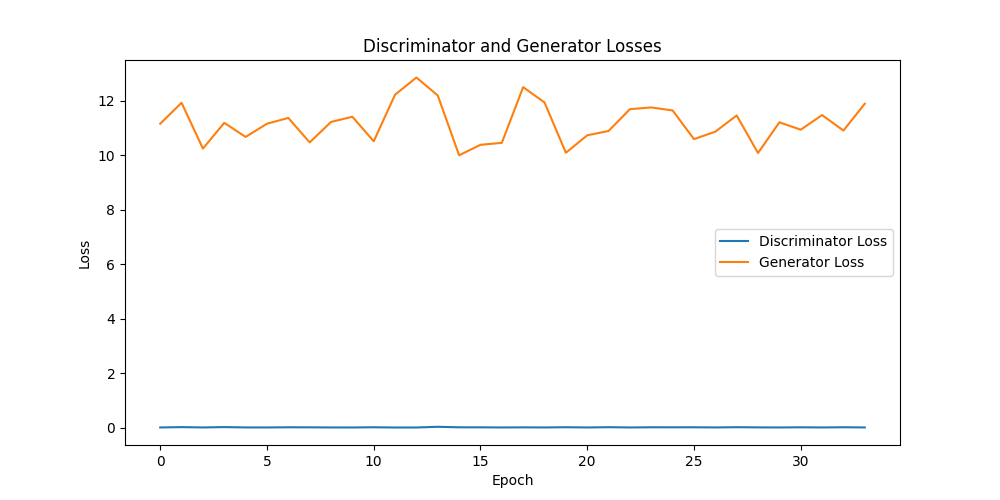 Discriminator and Generator Losses
12
10
8
6
4
2
0
Loss
Discriminator Loss
Generator Loss
0 5 10 15 20 25 30
Epoch